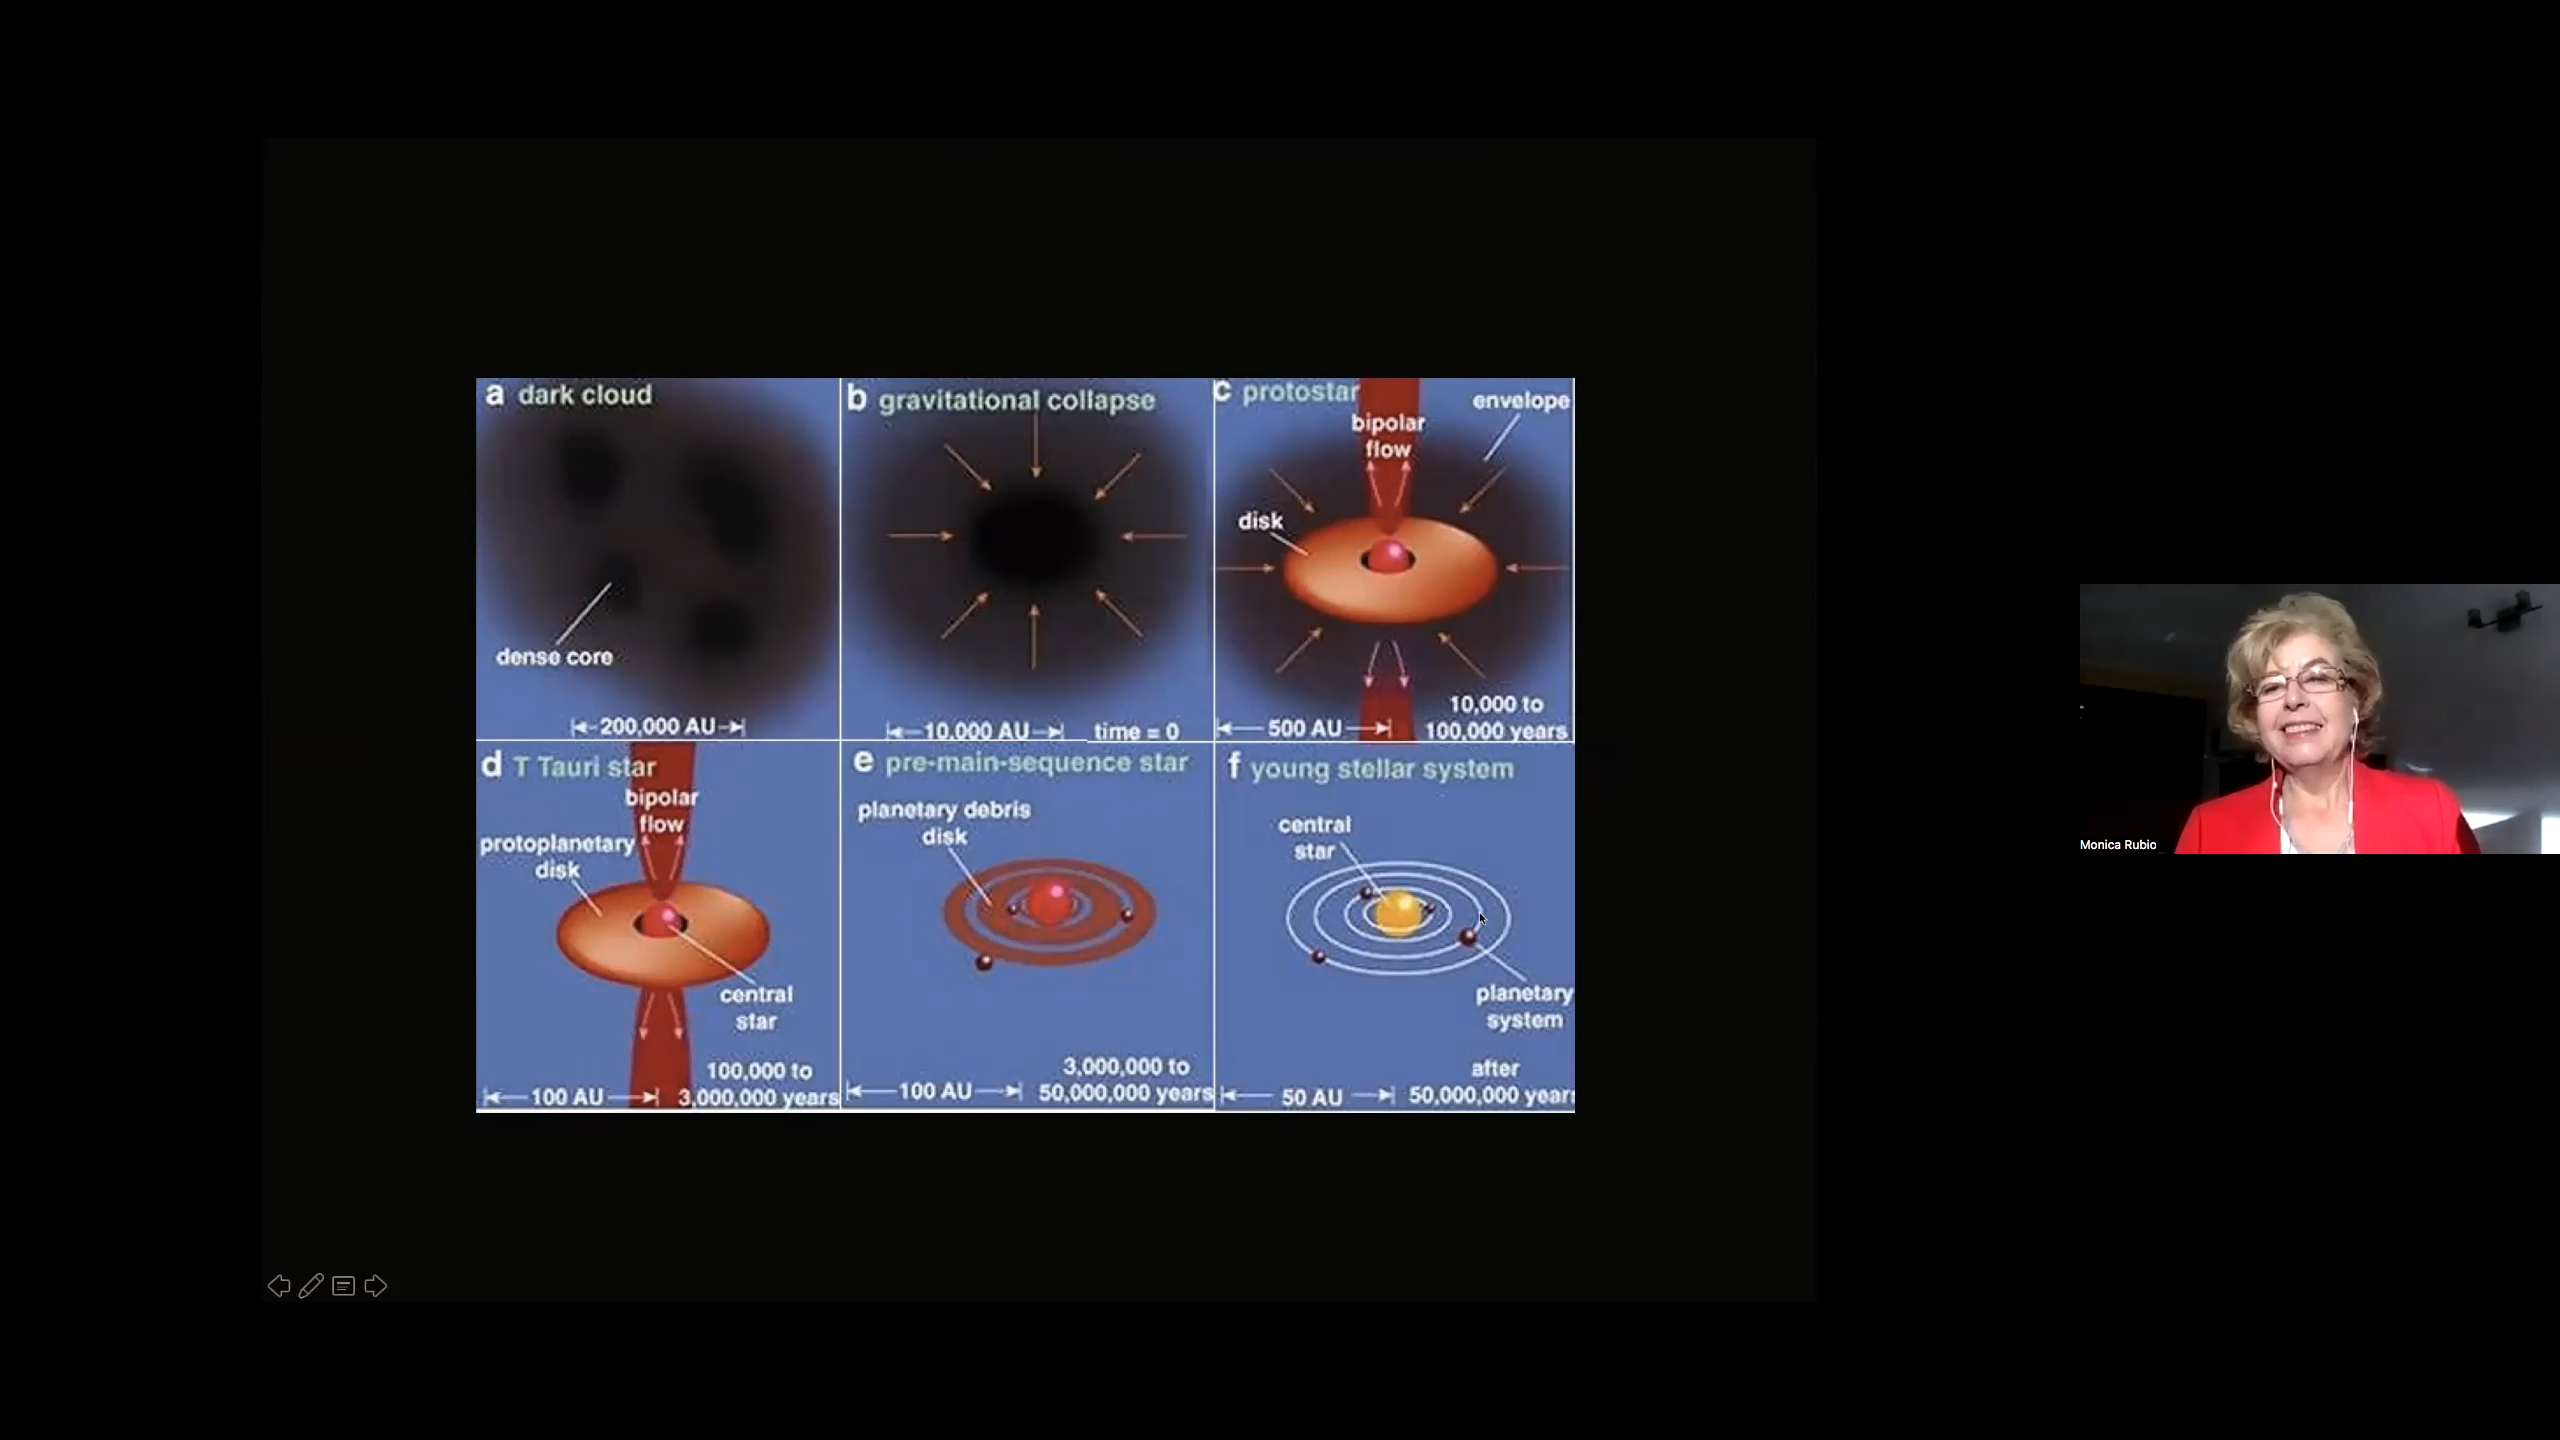 a dark cloud
dense core
200,000 AU
b gravitational collapse
10,000 AU
time = 0
c protostar
envelope
bipolar
flow
disk
500 AU
10,000 to
100,000 years
d T Tauri star
bipolar
flow
protoplanetary
disk
central
star
100 AU
100,000 to
3,000,000 years
e pre-main-sequence star
planetary debris
disk
100 AU
3,000,000 to
50,000,000 years
f young stellar system
central
star
planetary
system
50 AU
after
50,000,000 year
Monica Rubio